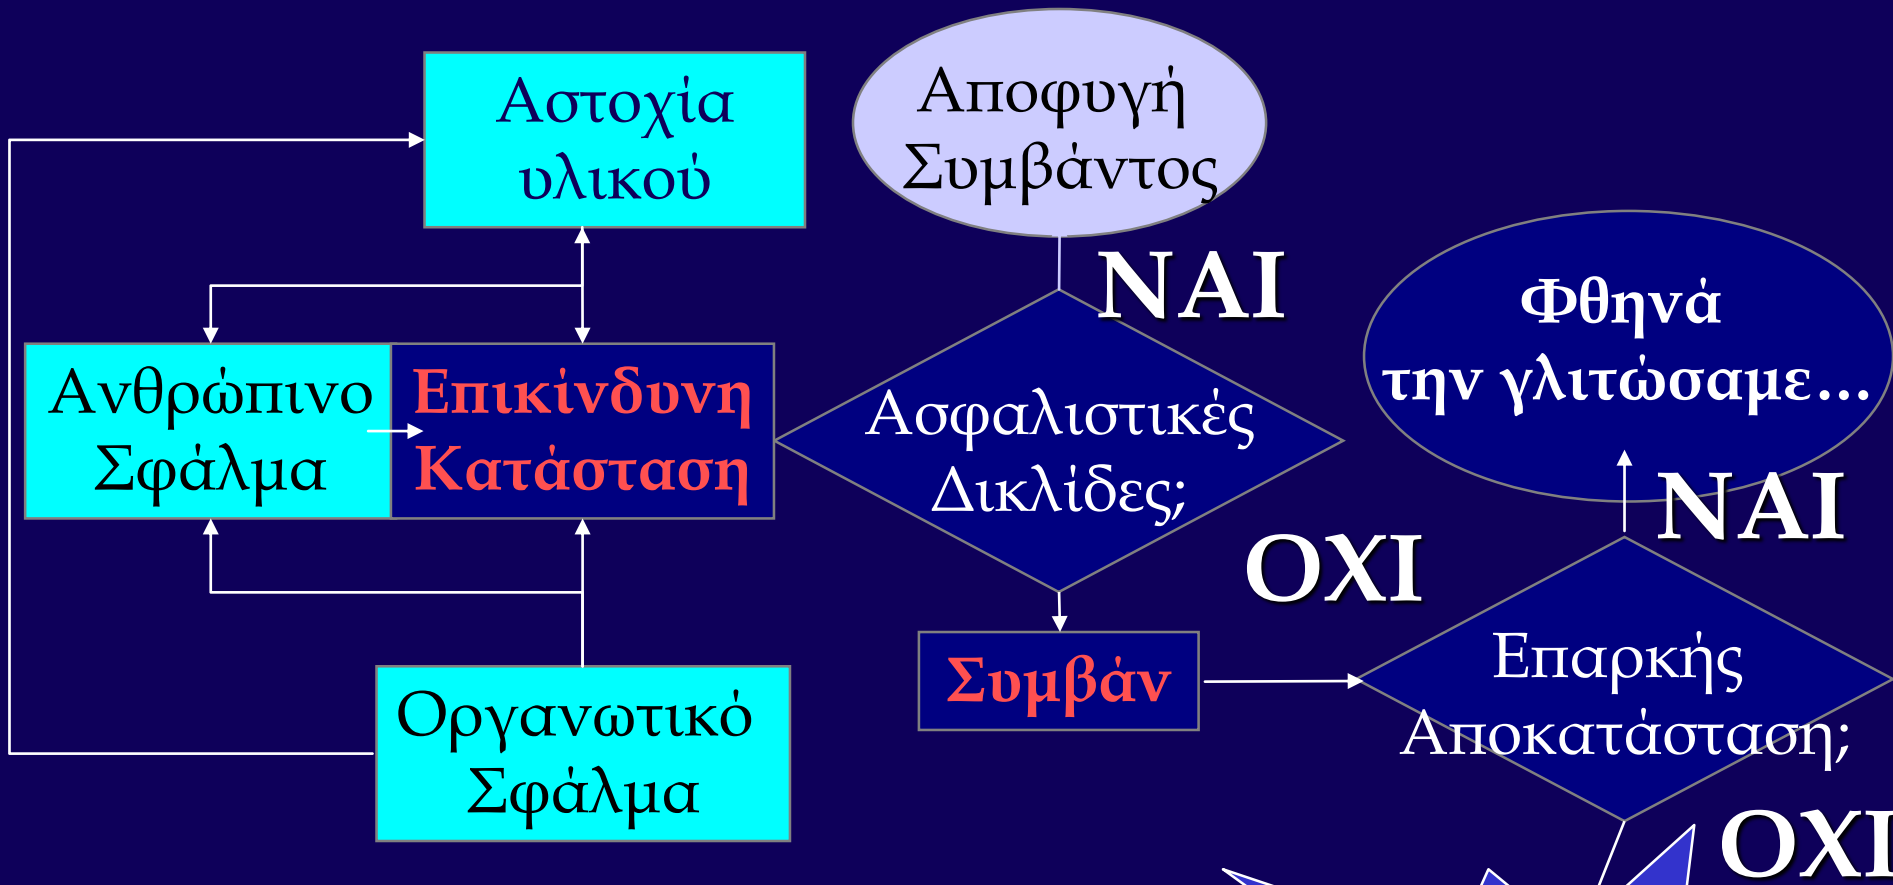 Αστοχία
υλικού
Αποφυγή
Συμβάντος
ΝΑΙ
Φθηνά
την γλιτώσαμε...
Ανθρώπινο
Σφάλμα
Επικίνδυνη
Κατάσταση
Ασφαλιστικές
Δικλίδες;
ΝΑΙ
ΟΧΙ
Συμβάν
Επαρκής
Αποκατάσταση;
Οργανωτικό
Σφάλμα
ΟΧΙ